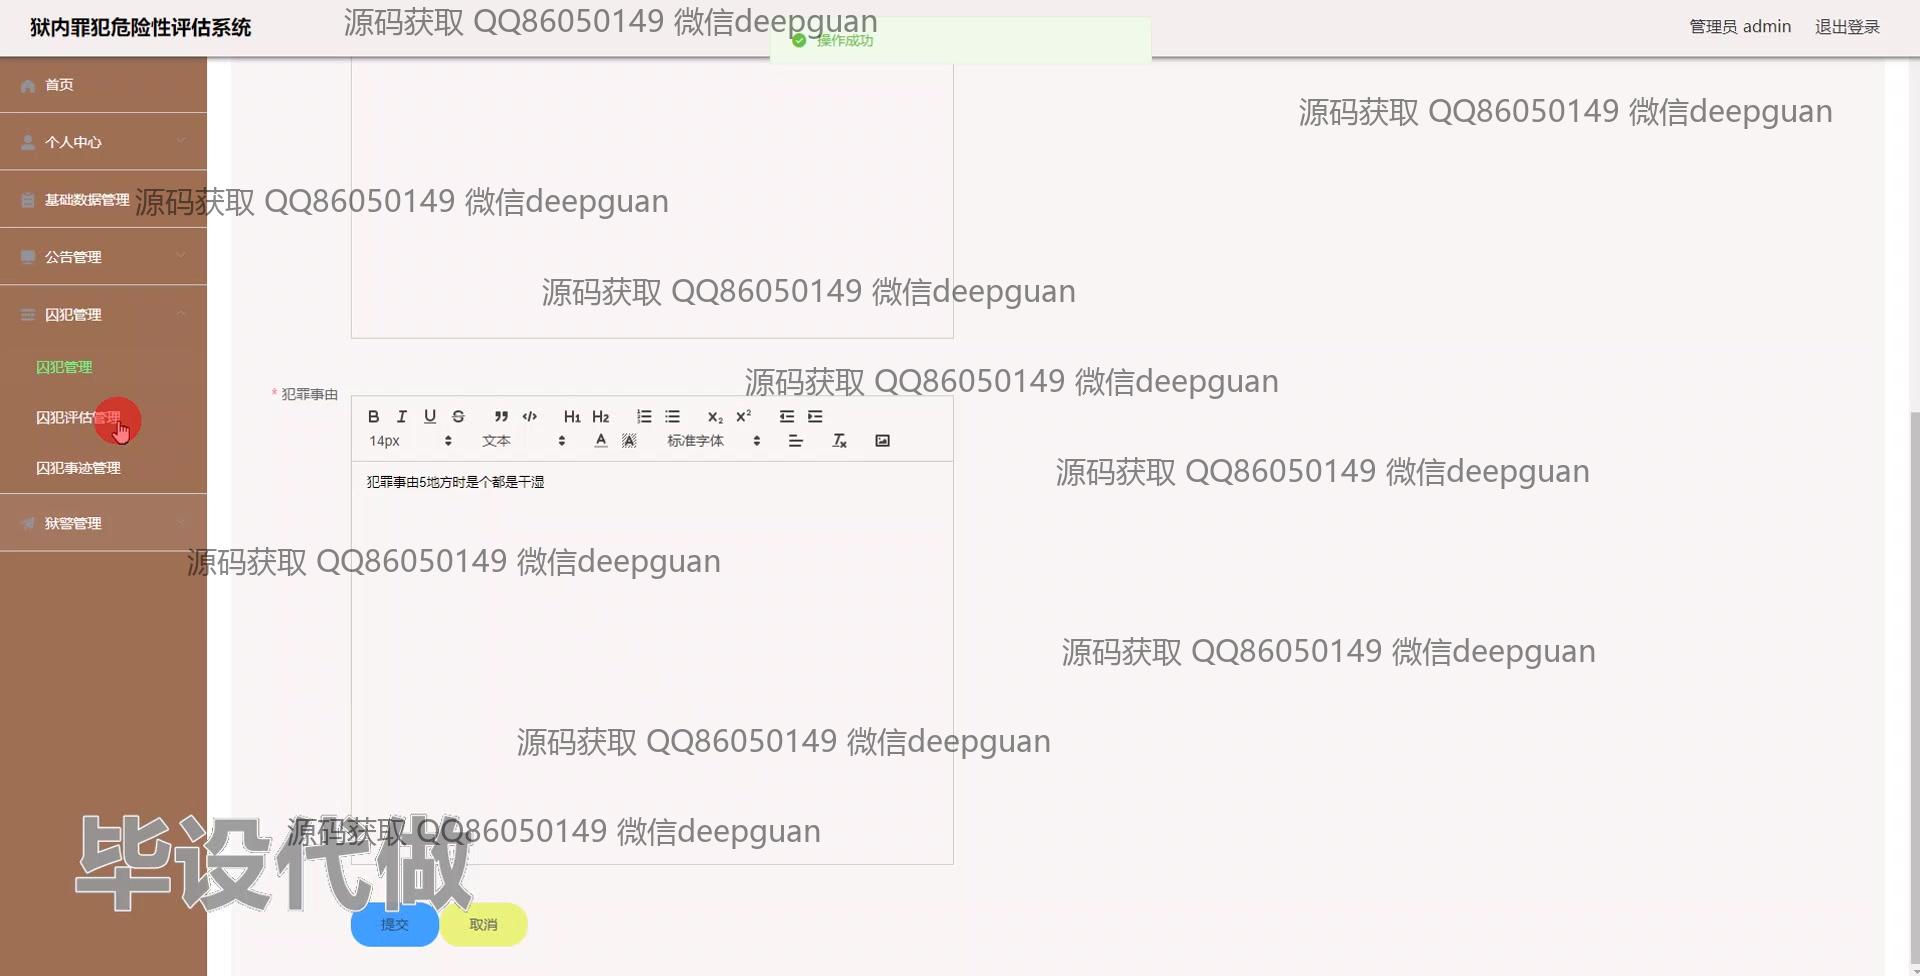 狱内罪犯危险性评估系统
源码获取 QQ86050149 微信deepguan
操作成功
管理员 admin
退出登录
首页
源码获取 QQ86050149 微信deepguan
个人中心
基础数据管理
源码获取 QQ86050149 微信deepguan
公告管理
源码获取 QQ86050149 微信deepguan
囚犯管理
囚犯管理
* 犯罪事由
源码获取 QQ86050149 微信deepguan
囚犯评估管理
B I U S ” </> H1 H2 X₂ X²
14px 文本 A A 标准字体 Tx
囚犯事迹管理
犯罪事由5地方时是个都是干湿
源码获取 QQ86050149 微信deepguan
狱警管理
源码获取 QQ86050149 微信deepguan
源码获取 QQ86050149 微信deepguan
源码获取 QQ86050149 微信deepguan
源码获取 QQ86050149 微信deepguan
毕设代做
提交
取消